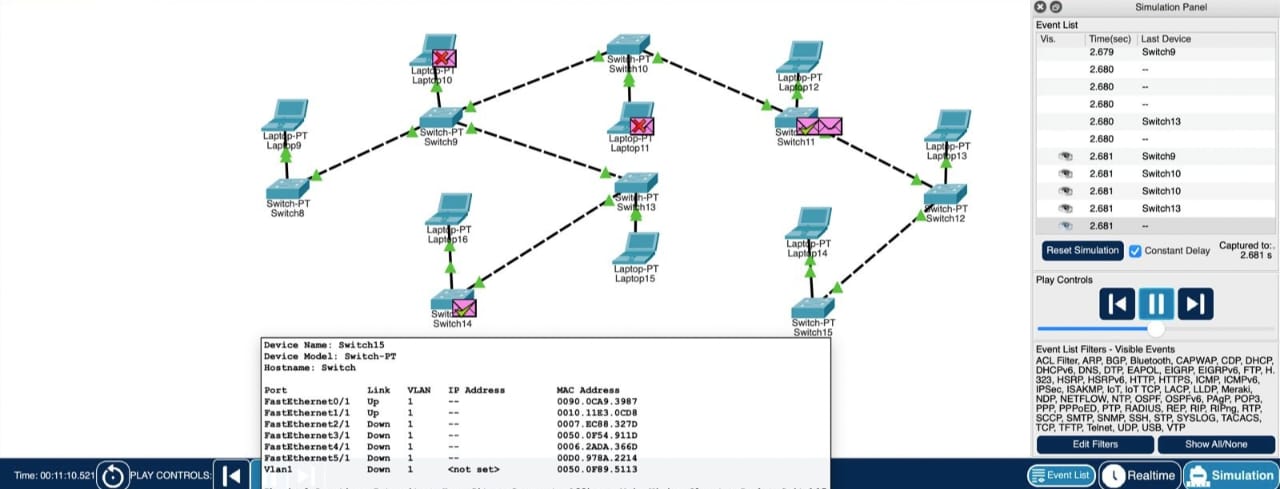 Simulation Panel
Event List
Vis. Time(sec) Last Device
2.679 Switch9
2.680 --
2.680 --
2.680 --
2.680 Switch13
2.680 --
2.681 Switch9
2.681 Switch10
2.681 Switch10
2.681 Switch13
2.681 --
Reset Simulation Constant Delay Captured to:.
2.681 s
Play Controls
Event List Filters - Visible Events
ACL Filter, ARP, BGP, Bluetooth, CAPWAP, CDP, DHCP,
DHCPv6, DNS, DTP, EAPOL, EIGRP, EIGRPv6, FTP, H.
323, HSRP, HSRPv6, HTTP, HTTPS, ICMP, ICMPv6,
IPSec, ISAKMP, IoT, IoT TCP, LACP, LLDP, Meraki,
NDP, NETFLOW, NTP, OSPF, OSPFv6, PAgP, POP3,
PPP, PPPoED, PTP, RADIUS, REP, RIP, RIPng, RTP,
SCCP, SMTP, SNMP, SSH, STP, SYSLOG, TACACS,
TCP, TFTP, Telnet, UDP, USB, VTP
Edit Filters Show All/None
Laptop-PT
Laptop10
Switch-PT
Switch10
Laptop-PT
Laptop12
Laptop-PT
Laptop9
Switch-PT
Switch9
Laptop-PT
Laptop11
Switch11
Laptop-PT
Laptop13
Switch-PT
Switch8
Switch-PT
Switch13
Switch-PT
Switch12
Laptop-PT
Laptop16
Laptop-PT
Laptop14
Laptop-PT
Laptop15
Switch14
Switch-PT
Switch15
Device Name: Switch15
Device Model: Switch-PT
Hostname: Switch
Port Link VLAN IP Address MAC Address
FastEthernet0/1 Up 1 -- 0090.0CA9.3987
FastEthernet1/1 Up 1 -- 0010.11E3.0CD8
FastEthernet2/1 Down 1 -- 0007.EC88.327D
FastEthernet3/1 Down 1 -- 0050.0F54.911D
FastEthernet4/1 Down 1 -- 0006.2ADA.366D
FastEthernet5/1 Down 1 -- 00D0.978A.2214
Vlan1 Down 1 <not set> 0050.0F89.5113
Time: 00:11:10.521 PLAY CONTROLS: Event List Realtime Simulation